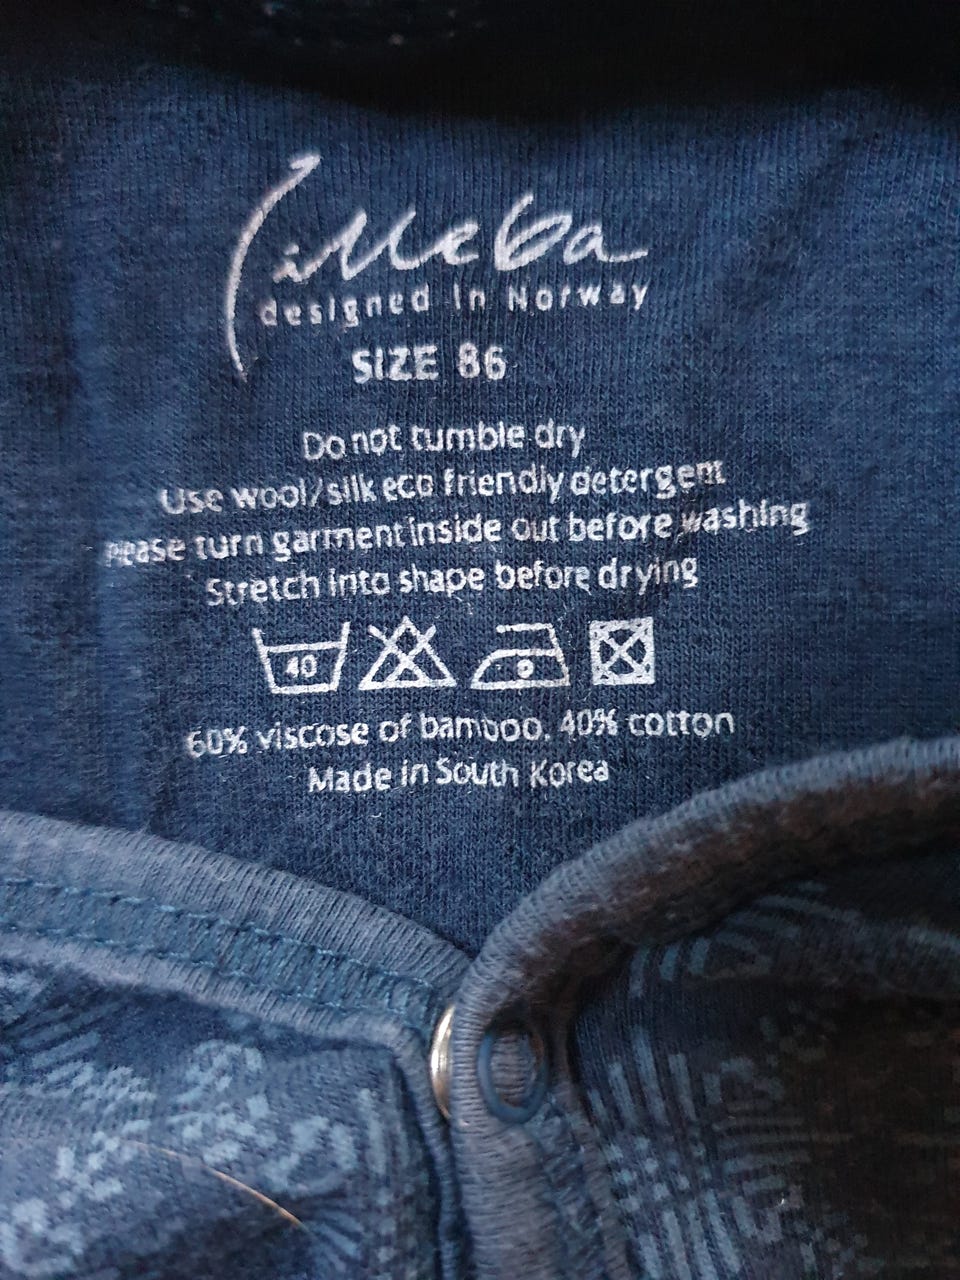 Lilleba
designed in Norway
SIZE 86
Do not tumble dry
Use wool/silk eco friendly detergent
Please turn garment inside out before washing
Stretch into shape before drying
40
60% viscose of bamboo, 40% cotton
Made in South Korea